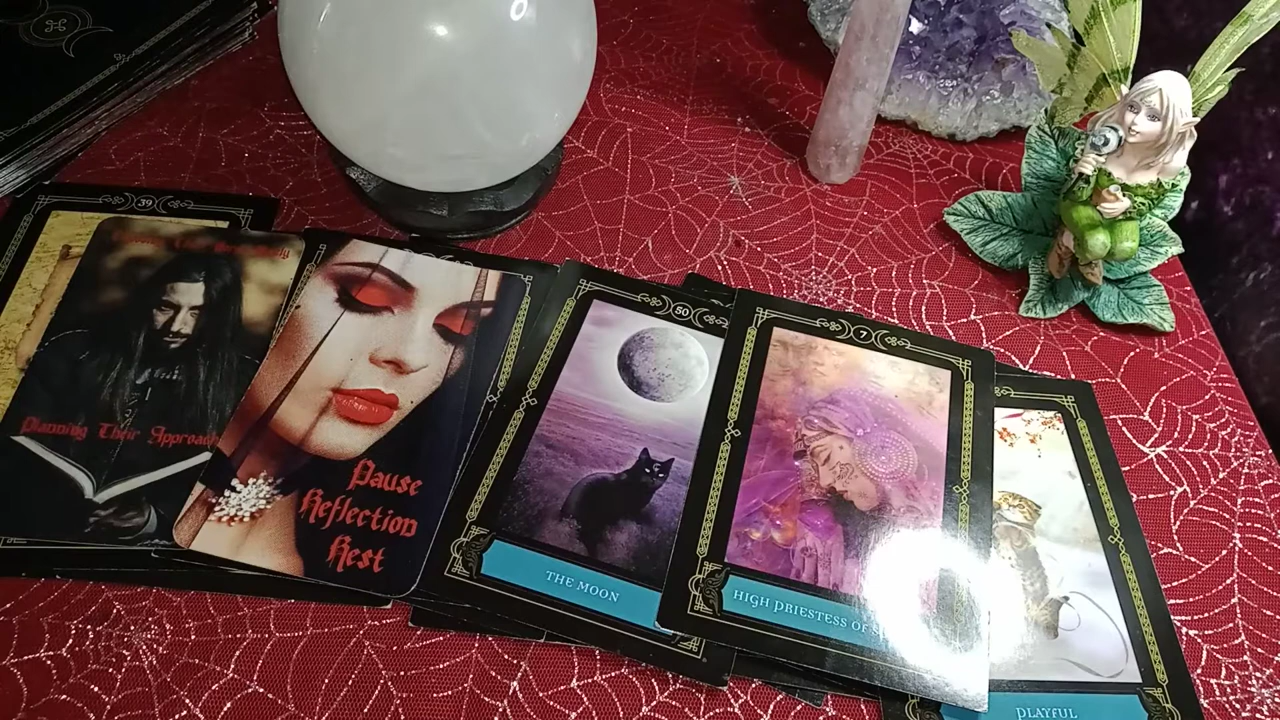 39
Planning Their Approach
Pause
Reflection
Rest
50
THE MOON
7
HIGH PRIESTESS OF
PLAYFUL